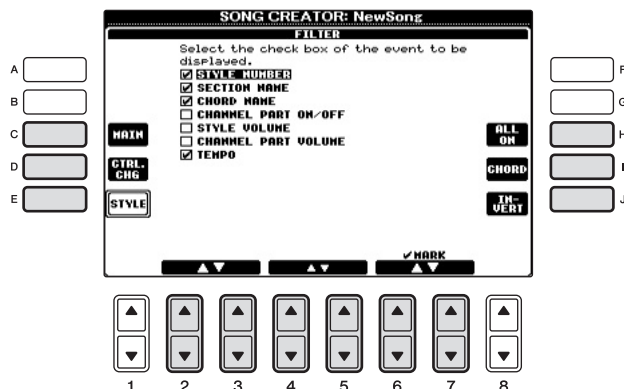 SONG CREATOR: NewSong
FILTER
Select the check box of the event to be
displayed.
STYLE NUMBER
SECTION NAME
CHORD NAME
CHANNEL PART ON/OFF
STYLE VOLUME
CHANNEL PART VOLUME
TEMPO
A
B
C
D
E
MAIN
CTRL.
CHG
STYLE
ALL
ON
CHORD
IN-
VERT
F
G
H
I
J
MARK
1 2 3 4 5 6 7 8